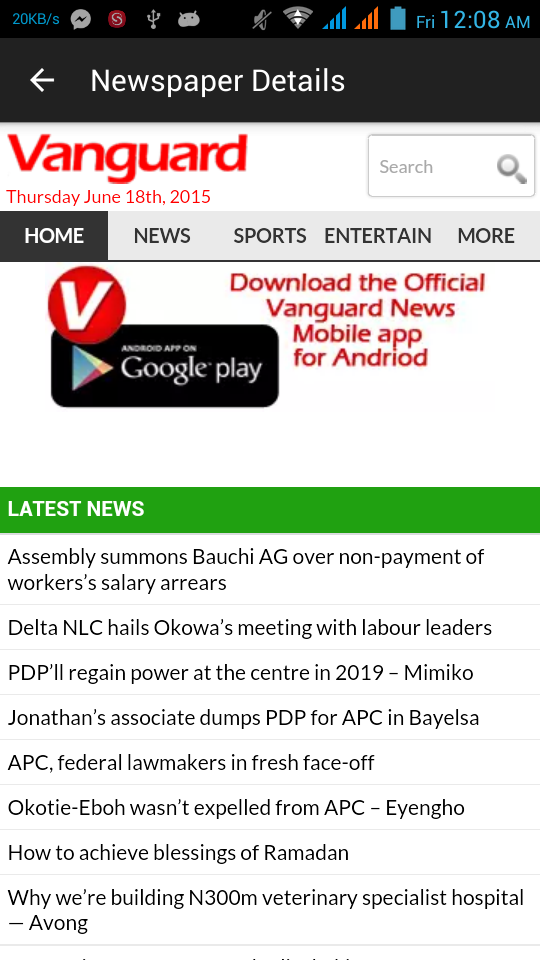 20KB/s Fri 12:08 AM
Newspaper Details
Vanguard
Search
Thursday June 18th, 2015
HOME NEWS SPORTS ENTERTAIN MORE
Download the Official
Vanguard News
Mobile app
for Andriod
V
ANDROID APP ON
Google play
LATEST NEWS
Assembly summons Bauchi AG over non-payment of
workers’s salary arrears
Delta NLC hails Okowa’s meeting with labour leaders
PDP’ll regain power at the centre in 2019 – Mimiko
Jonathan’s associate dumps PDP for APC in Bayelsa
APC, federal lawmakers in fresh face-off
Okotie-Eboh wasn’t expelled from APC – Eyengho
How to achieve blessings of Ramadan
Why we’re building N300m veterinary specialist hospital
— Avong